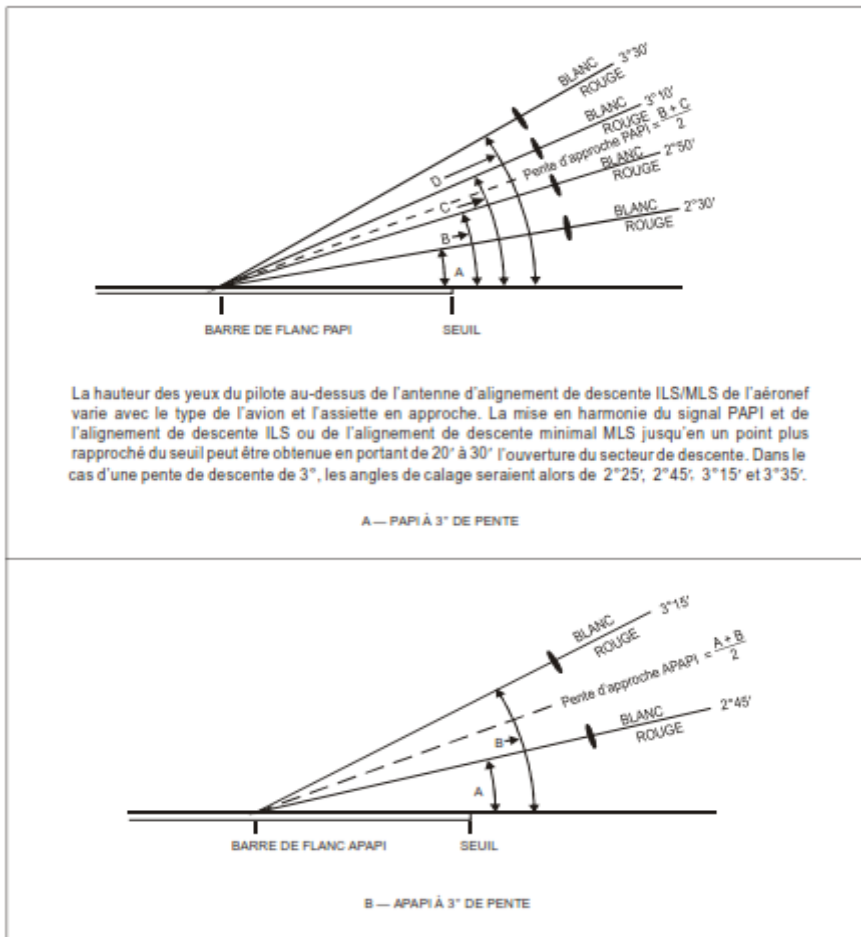 BLANC 3°30′
ROUGE
BLANC 3°10′
ROUGE
Pente d'approche PAPI = B + C
2
BLANC 2°50′
ROUGE
BLANC 2°30′
ROUGE
D
C
B
A
BARRE DE FLANC PAPI SEUIL
La hauteur des yeux du pilote au-dessus de l'antenne d'alignement de descente ILS/MLS de l'aéronef
varie avec le type de l'avion et l'assiette en approche. La mise en harmonie du signal PAPI et de
l'alignement de descente ILS ou de l'alignement de descente minimal MLS jusqu'en un point plus
rapproché du seuil peut être obtenue en portant de 20′ à 30′ l'ouverture du secteur de descente. Dans le
cas d'une pente de descente de 3°, les angles de calage seraient alors de 2°25′, 2°45′, 3°15′ et 3°35′.
A — PAPI À 3° DE PENTE
BLANC 3°15′
ROUGE
Pente d'approche APAPI = A + B
2
BLANC 2°45′
ROUGE
B
A
BARRE DE FLANC APAPI SEUIL
B — APAPI À 3° DE PENTE